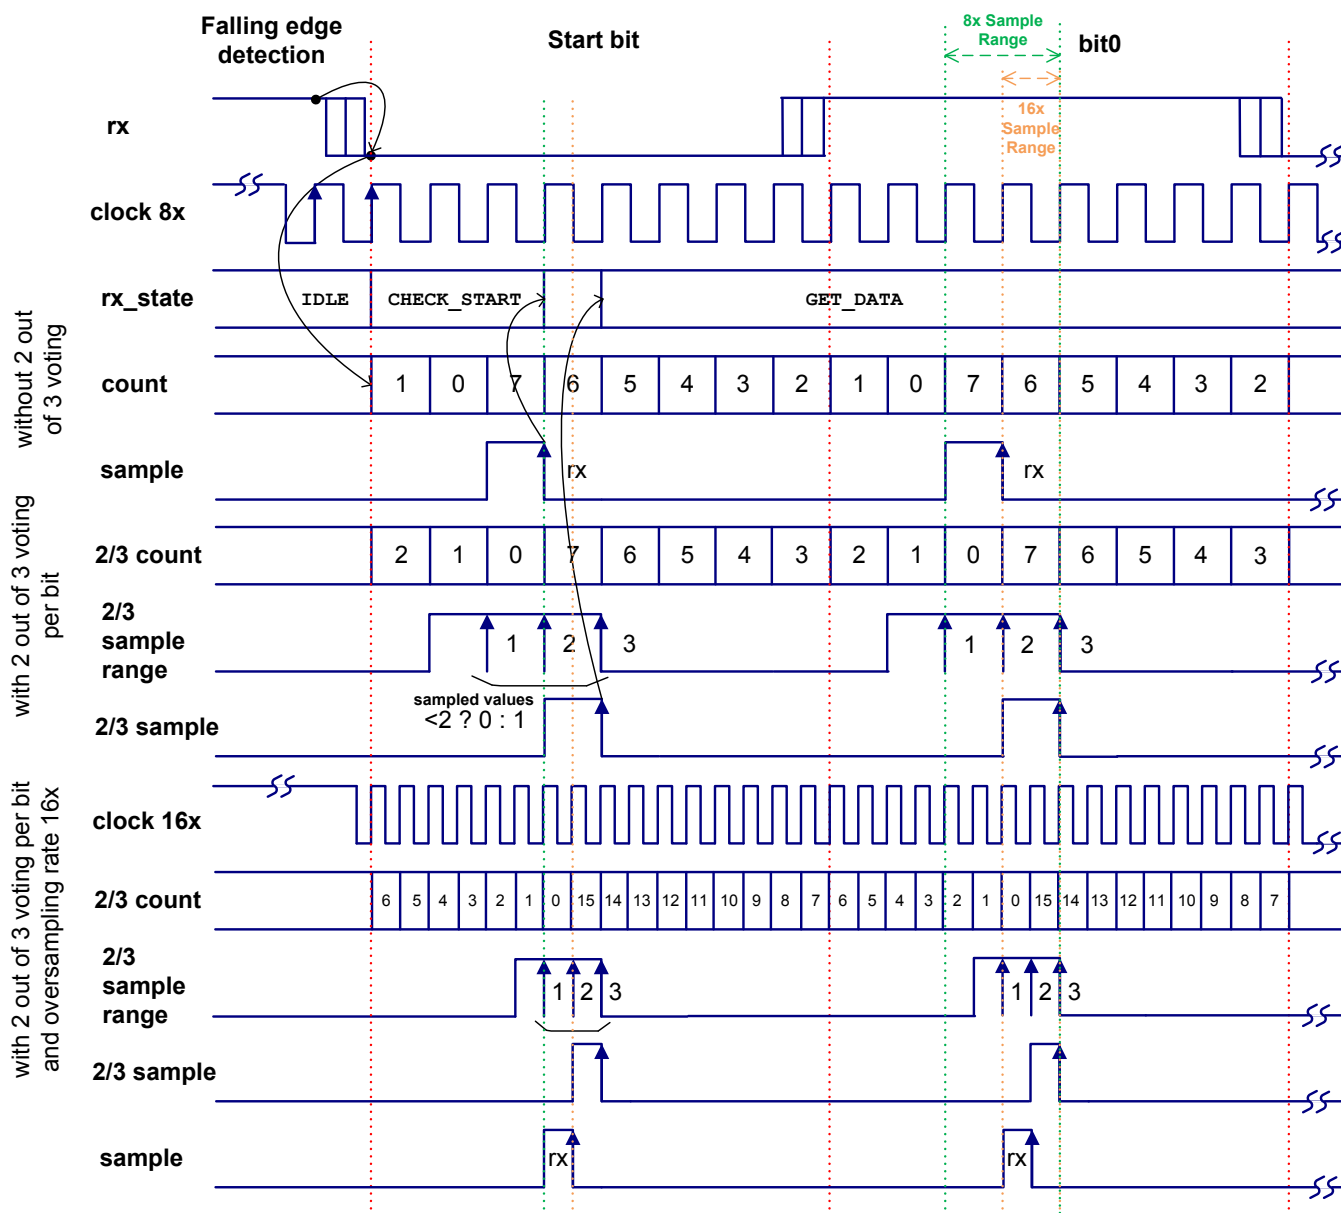 Falling edge
detection
Start bit
8x Sample
Range
bit0
rx
16x
Sample
Range
clock 8x
rx_state
IDLE
CHECK_START
GET_DATA
without 2 out
of 3 voting
count
1 0 7 6 5 4 3 2 1 0 7 6 5 4 3 2
sample
rx
rx
with 2 out of 3 voting
per bit
2/3 count
2 1 0 7 6 5 4 3 2 1 0 7 6 5 4 3
2/3
sample
range
1 2 3
1 2 3
sampled values
<2 ? 0 : 1
2/3 sample
with 2 out of 3 voting per bit
and oversampling rate 16x
clock 16x
2/3 count
6 5 4 3 2 1 0 15 14 13 12 11 10 9 8 7 6 5 4 3 2 1 0 15 14 13 12 11 10 9 8 7
2/3
sample
range
1 2 3
1 2 3
2/3 sample
sample
rx
rx